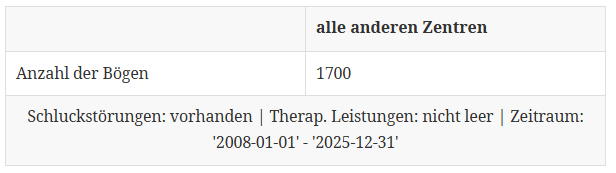 alle anderen Zentren
Anzahl der Bögen 1700
Schluckstörungen: vorhanden | Therap. Leistungen: nicht leer | Zeitraum:
'2008-01-01' - '2025-12-31'